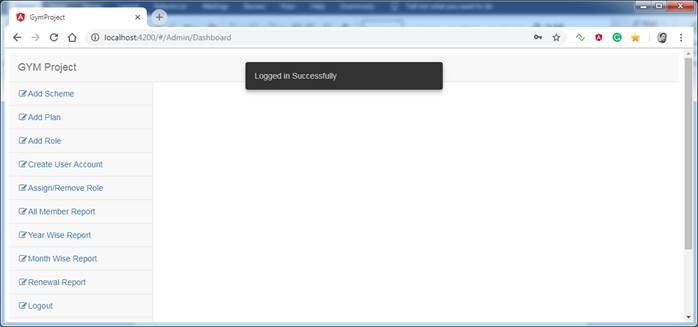 GymProject
localhost:4200/#/Admin/Dashboard
GYM Project
Logged in Successfully
Add Scheme
Add Plan
Add Role
Create User Account
Assign/Remove Role
All Member Report
Year Wise Report
Month Wise Report
Renewal Report
Logout